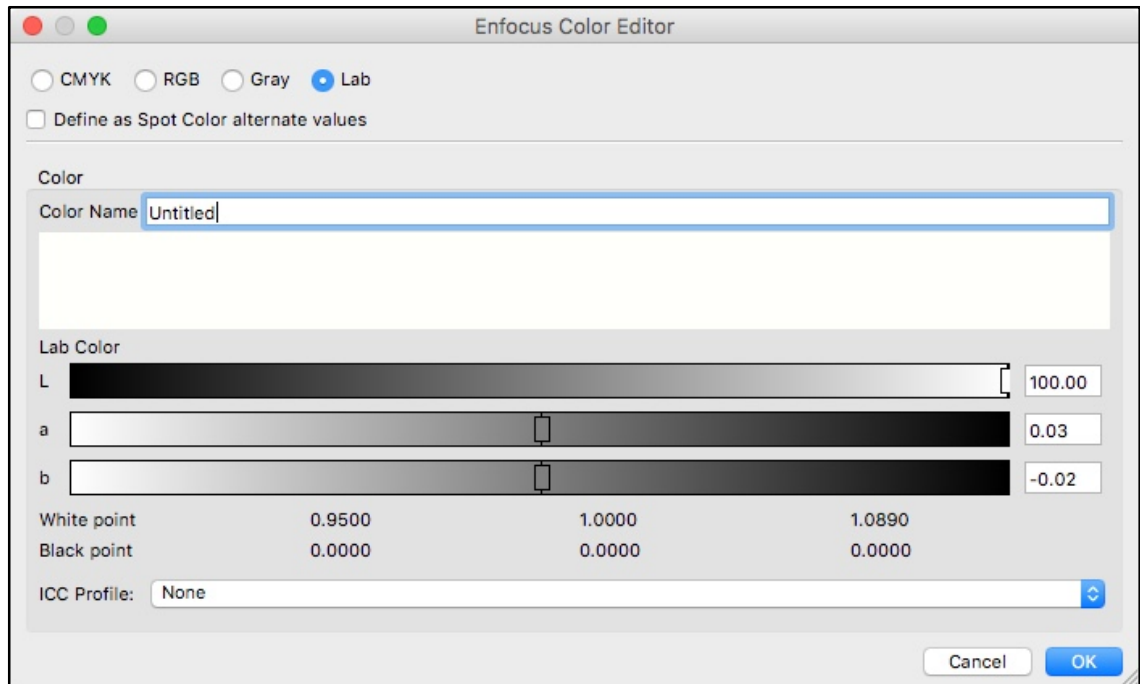 Enfocus Color Editor
CMYK RGB Gray Lab
Define as Spot Color alternate values
Color
Color Name Untitled
Lab Color
L 100.00
a 0.03
b -0.02
White point 0.9500 1.0000 1.0890
Black point 0.0000 0.0000 0.0000
ICC Profile: None
Cancel OK